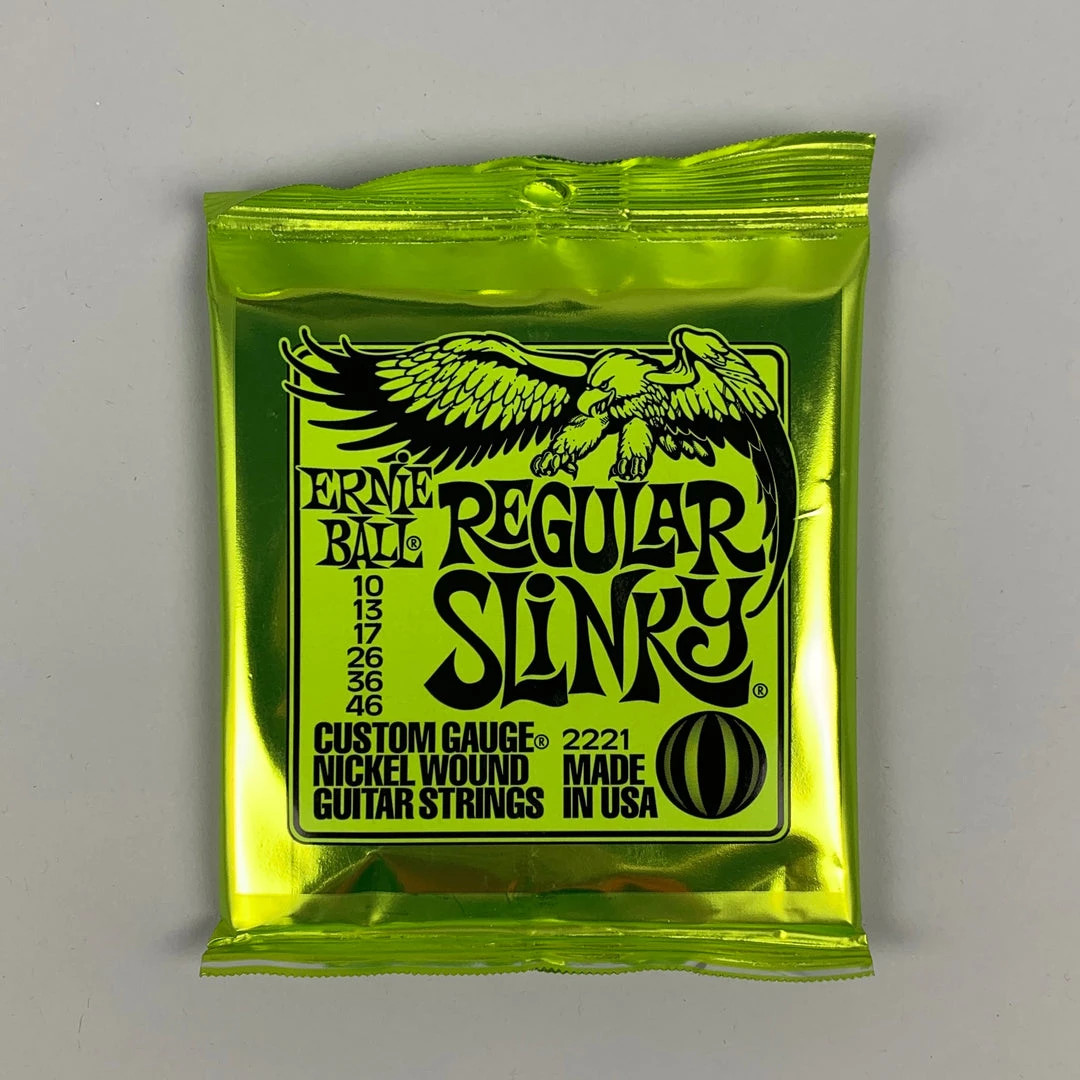 ERNiE
BALL®
REGULAR
SLiNKY®
10
13
17
26
36
46
CUSTOM GAUGE®
NICKEL WOUND
GUITAR STRINGS
2221
MADE
IN USA